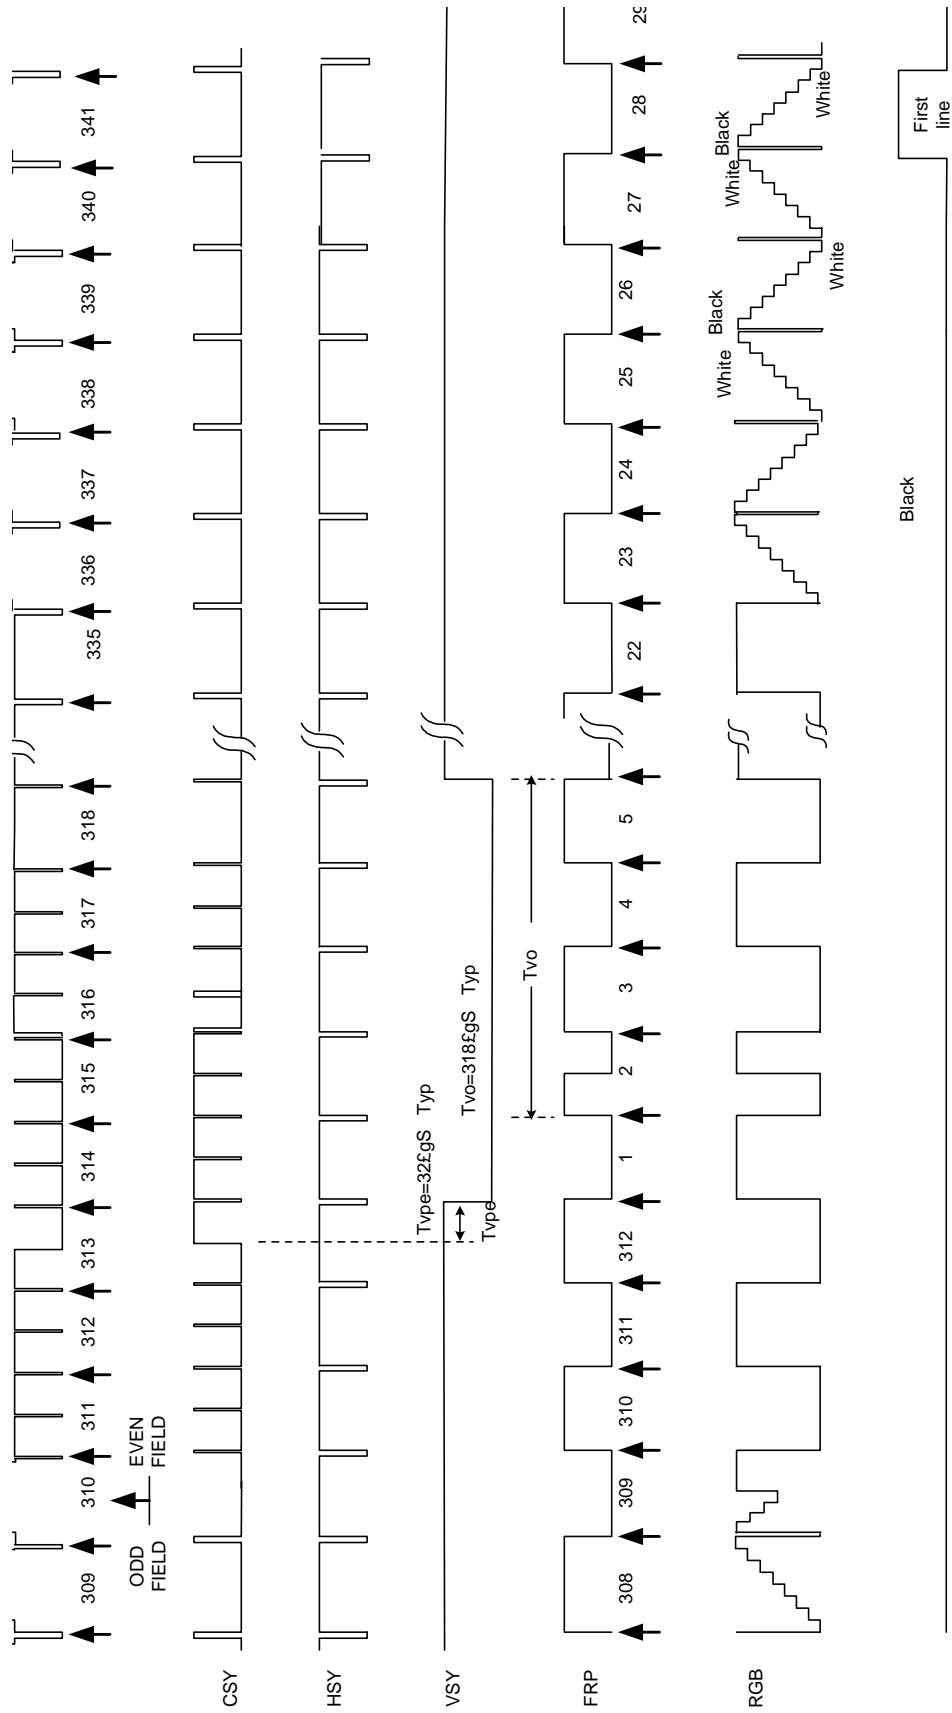 309 310 311 312 313 314 315 316 317 318 335 336 337 338 339 340 341
ODD
FIELD
EVEN
FIELD
CSY
HSY
VSY
Tvpe=32£gS Typ
Tvpe
Tvo=318£gS Typ
Tvo
FRP
308 309 310 311 312 1 2 3 4 5 22 23 24 25 26 27 28 29
RGB
White
Black
White
White
Black
White
Black
First
line